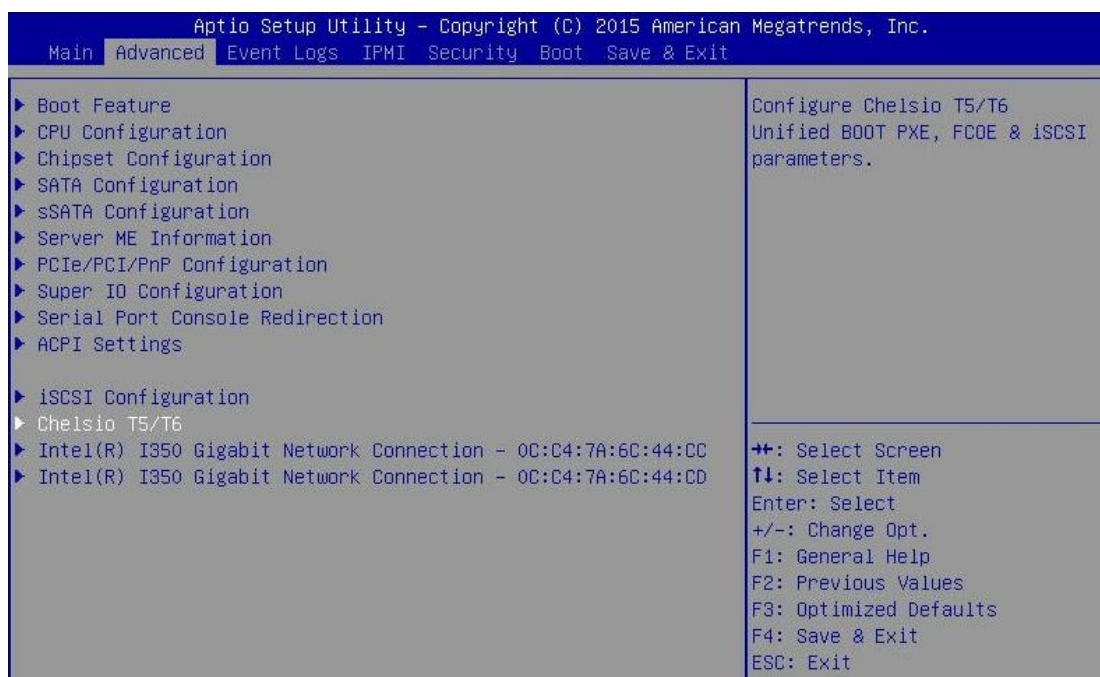 Aptio Setup Utility – Copyright (C) 2015 American Megatrends, Inc.
Main Advanced Event Logs IPMI Security Boot Save & Exit
▶ Boot Feature
▶ CPU Configuration
▶ Chipset Configuration
▶ SATA Configuration
▶ sSATA Configuration
▶ Server ME Information
▶ PCIe/PCI/PnP Configuration
▶ Super IO Configuration
▶ Serial Port Console Redirection
▶ ACPI Settings
▶ iSCSI Configuration
▶ Chelsio T5/T6
▶ Intel(R) I350 Gigabit Network Connection – 0C:C4:7A:6C:44:CC
▶ Intel(R) I350 Gigabit Network Connection – 0C:C4:7A:6C:44:CD
Configure Chelsio T5/T6
Unified BOOT PXE, FCOE & iSCSI
parameters.
→←: Select Screen
↑↓: Select Item
Enter: Select
+/-: Change Opt.
F1: General Help
F2: Previous Values
F3: Optimized Defaults
F4: Save & Exit
ESC: Exit